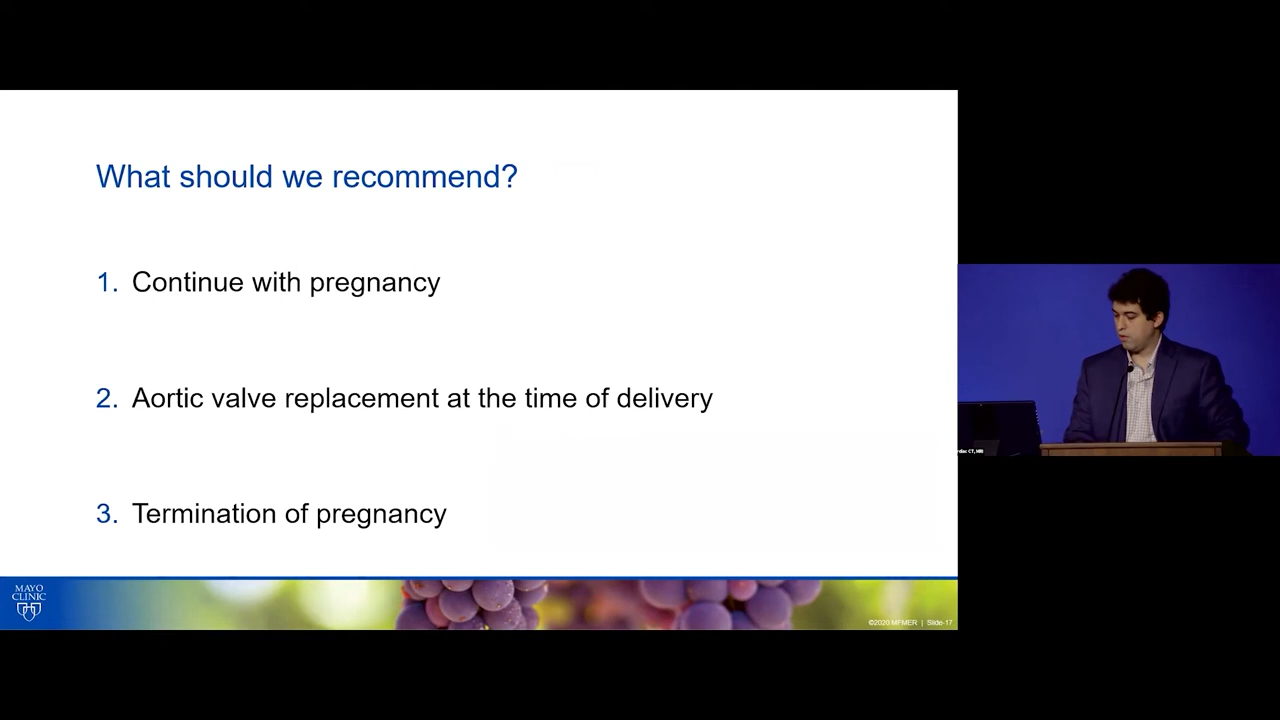 What should we recommend?
1. Continue with pregnancy
2. Aortic valve replacement at the time of delivery
3. Termination of pregnancy
MAYO
CLINIC
©2020 MFMER | Slide-17